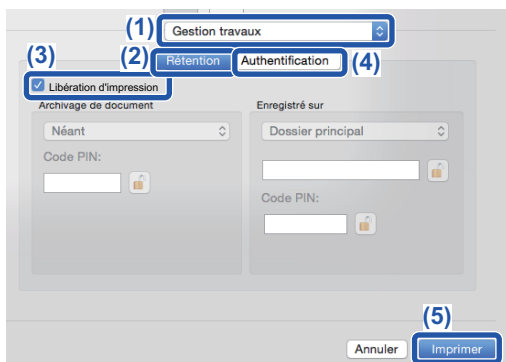 (1) Gestion travaux
(3) (2) Rétention Authentification (4)
Libération d'impression
Archivage de document Enregistré sur
Néant Dossier principal
Code PIN:
Code PIN:
(5)
Annuler Imprimer